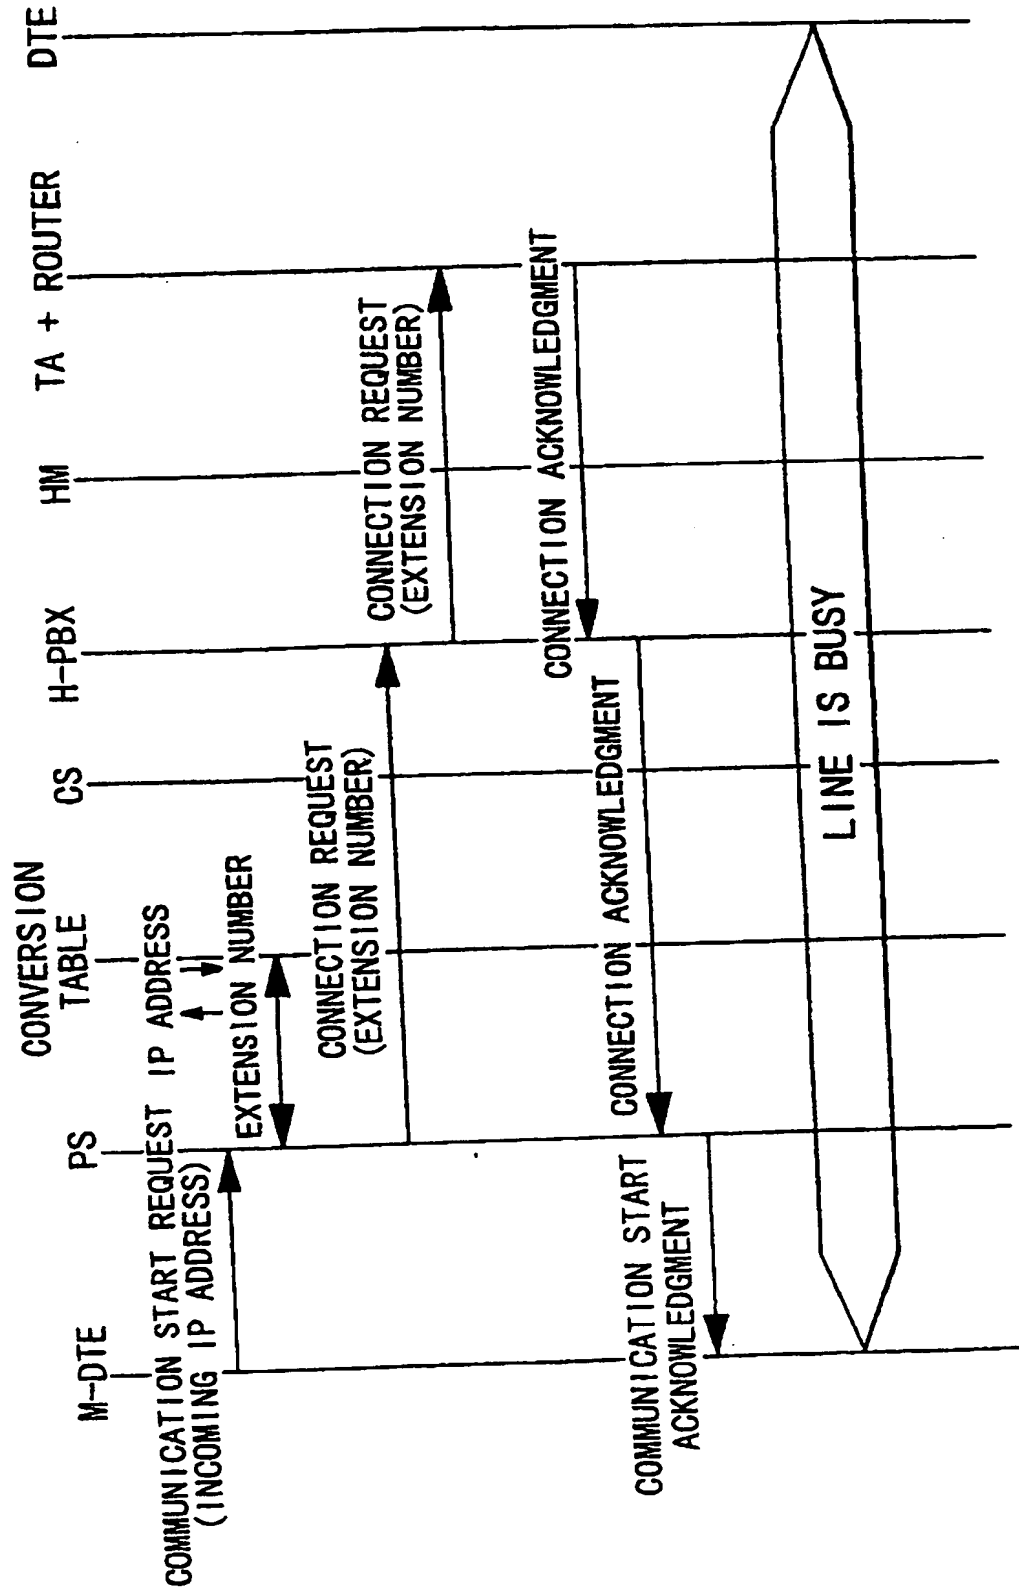 M-DTE
PS
CONVERSION
TABLE
CS
H-PBX
HM
TA + ROUTER
DTE
COMMUNICATION START REQUEST
(INCOMING IP ADDRESS)
IP ADDRESS
EXTENSION NUMBER
CONNECTION REQUEST
(EXTENSION NUMBER)
CONNECTION REQUEST
(EXTENSION NUMBER)
CONNECTION ACKNOWLEDGMENT
CONNECTION ACKNOWLEDGMENT
COMMUNICATION START
ACKNOWLEDGMENT
LINE IS BUSY